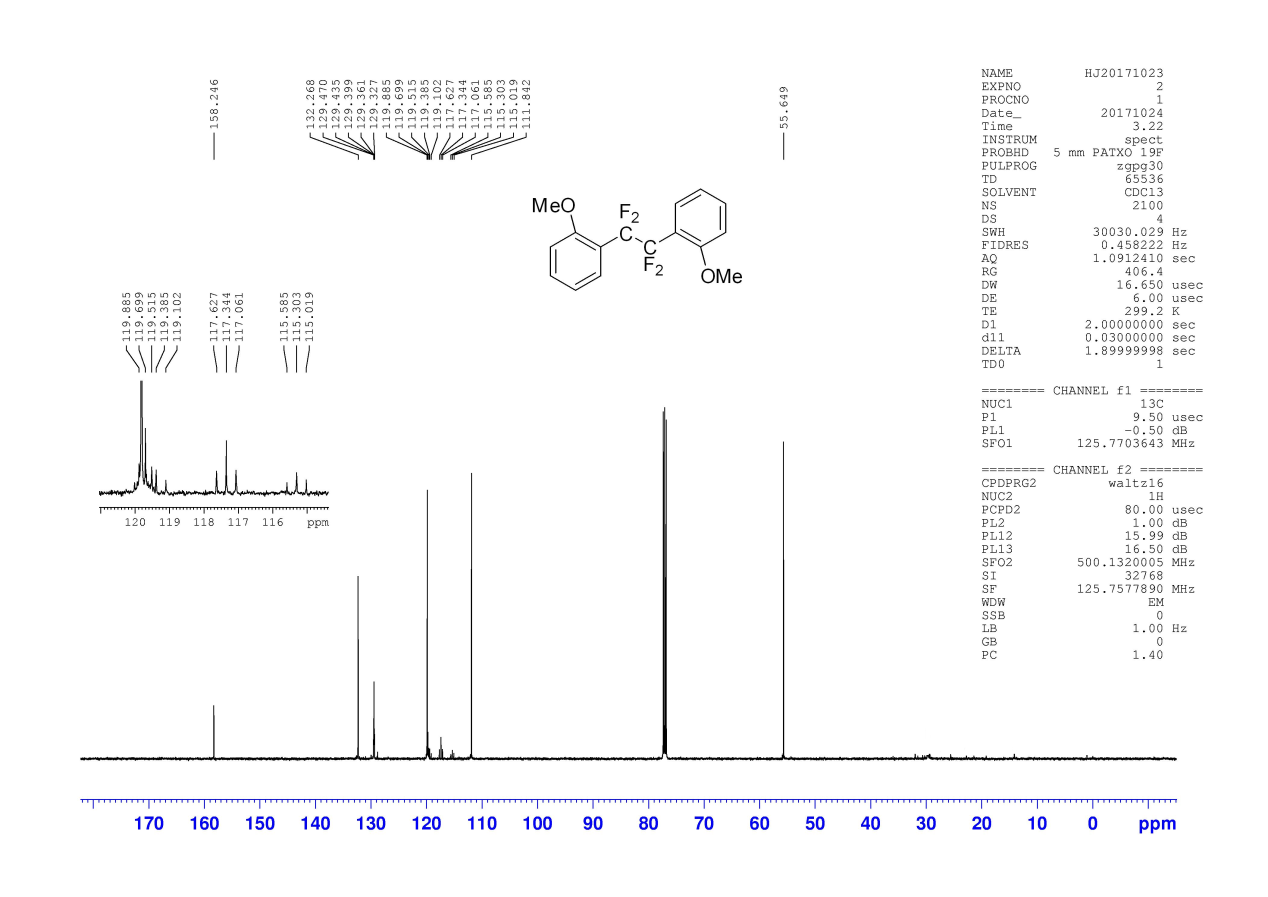 158.246
132.268
129.470
129.435
129.399
129.361
129.327
119.885
119.699
119.515
119.385
119.102
117.627
117.344
117.061
115.585
115.303
115.019
111.842
55.649
MeO
F2
C
C
F2
OMe
119.885
119.699
119.515
119.385
119.102
117.627
117.344
117.061
115.585
115.303
115.019
120 119 118 117 116 ppm
NAME HJ20171023
EXPNO 2
PROCNO 1
Date_ 20171024
Time 3.22
INSTRUM spect
PROBHD 5 mm PATXO 19F
PULPROG zgpg30
TD 65536
SOLVENT CDCl3
NS 2100
DS 4
SWH 30030.029 Hz
FIDRES 0.458222 Hz
AQ 1.0912410 sec
RG 406.4
DW 16.650 usec
DE 6.00 usec
TE 299.2 K
D1 2.00000000 sec
d11 0.03000000 sec
DELTA 1.89999998 sec
TD0 1
======== CHANNEL f1 ========
NUC1 13C
P1 9.50 usec
PL1 -0.50 dB
SFO1 125.7703643 MHz
======== CHANNEL f2 ========
CPDPRG2 waltz16
NUC2 1H
PCPD2 80.00 usec
PL2 1.00 dB
PL12 15.99 dB
PL13 16.50 dB
SFO2 500.1320005 MHz
SI 32768
SF 125.7577890 MHz
WDW EM
SSB 0
LB 1.00 Hz
GB 0
PC 1.40
170 160 150 140 130 120 110 100 90 80 70 60 50 40 30 20 10 0 ppm